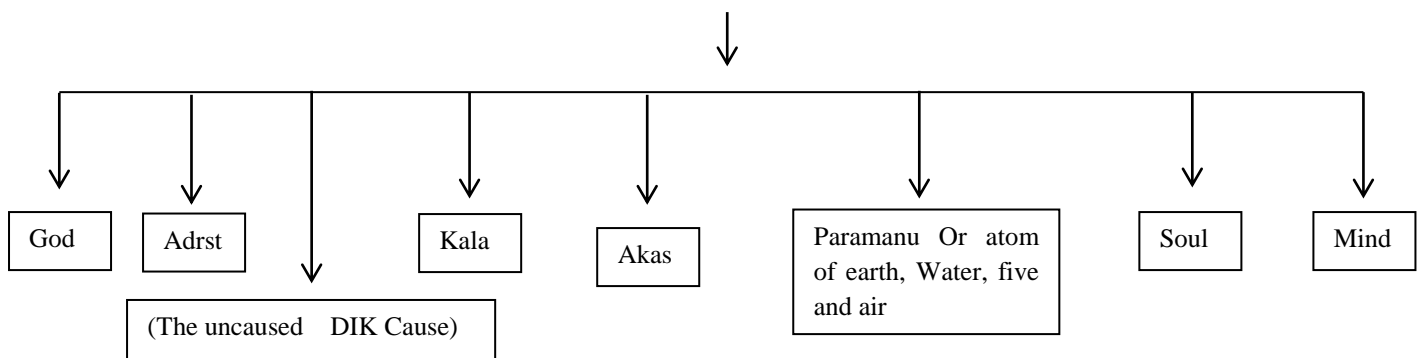 God
Adrst
Kala
Akas
Paramanu Or atom
of earth, Water, five
and air
Soul
Mind
(The uncaused DIK Cause)